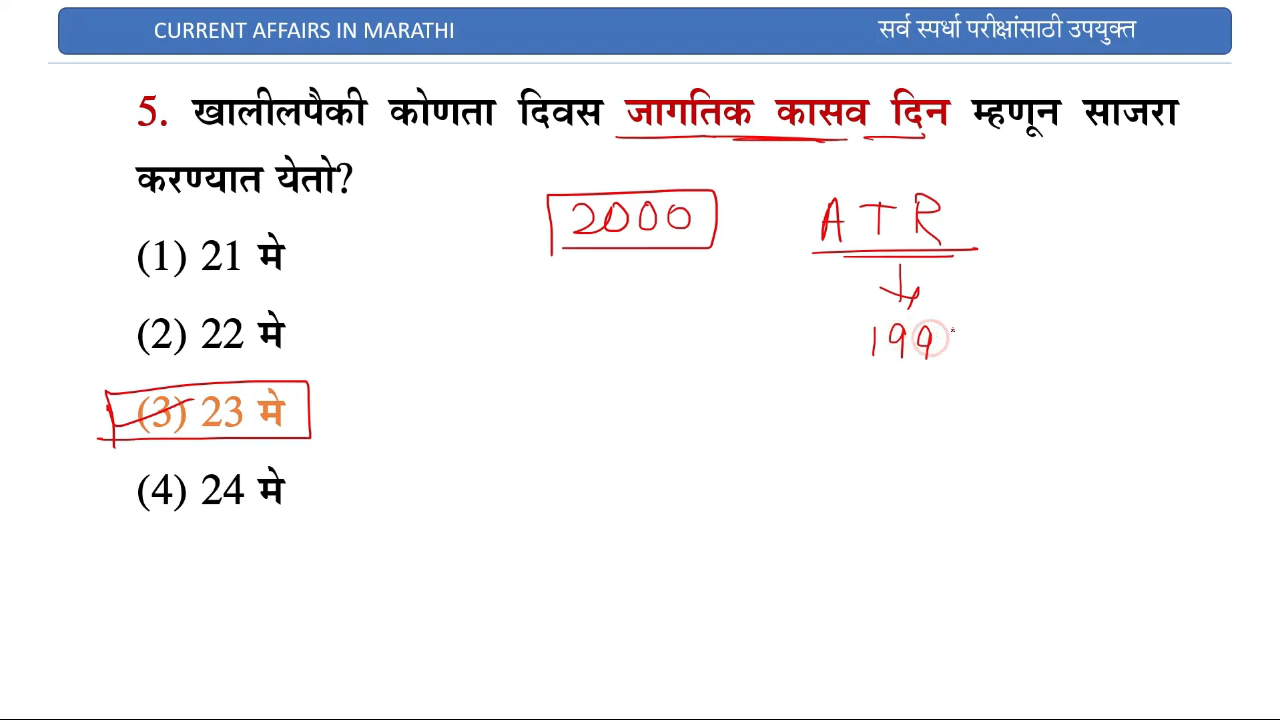 CURRENT AFFAIRS IN MARATHI
सर्व स्पर्धा परीक्षांसाठी उपयुक्त
5. खालीलपैकी कोणता दिवस जागतिक कासव दिन म्हणून साजरा
करण्यात येतो?
2000
ATR
199
(1) 21 मे
(2) 22 मे
(3) 23 मे
(4) 24 मे